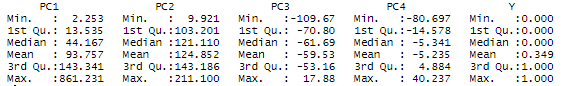 PC1 PC2 PC3 PC4 Y
Min. : 2.253 Min. : 9.921 Min. :-109.67 Min. :-80.697 Min. :0.000
1st Qu.: 13.535 1st Qu.:103.201 1st Qu.: -70.80 1st Qu.:-14.578 1st Qu.:0.000
Median : 44.167 Median :121.110 Median : -61.69 Median : -5.341 Median :0.000
Mean : 93.757 Mean :124.852 Mean : -59.53 Mean : -5.235 Mean :0.349
3rd Qu.:143.341 3rd Qu.:143.186 3rd Qu.: -53.16 3rd Qu.: 4.884 3rd Qu.:1.000
Max. :861.231 Max. :211.100 Max. : 17.88 Max. : 40.237 Max. :1.000